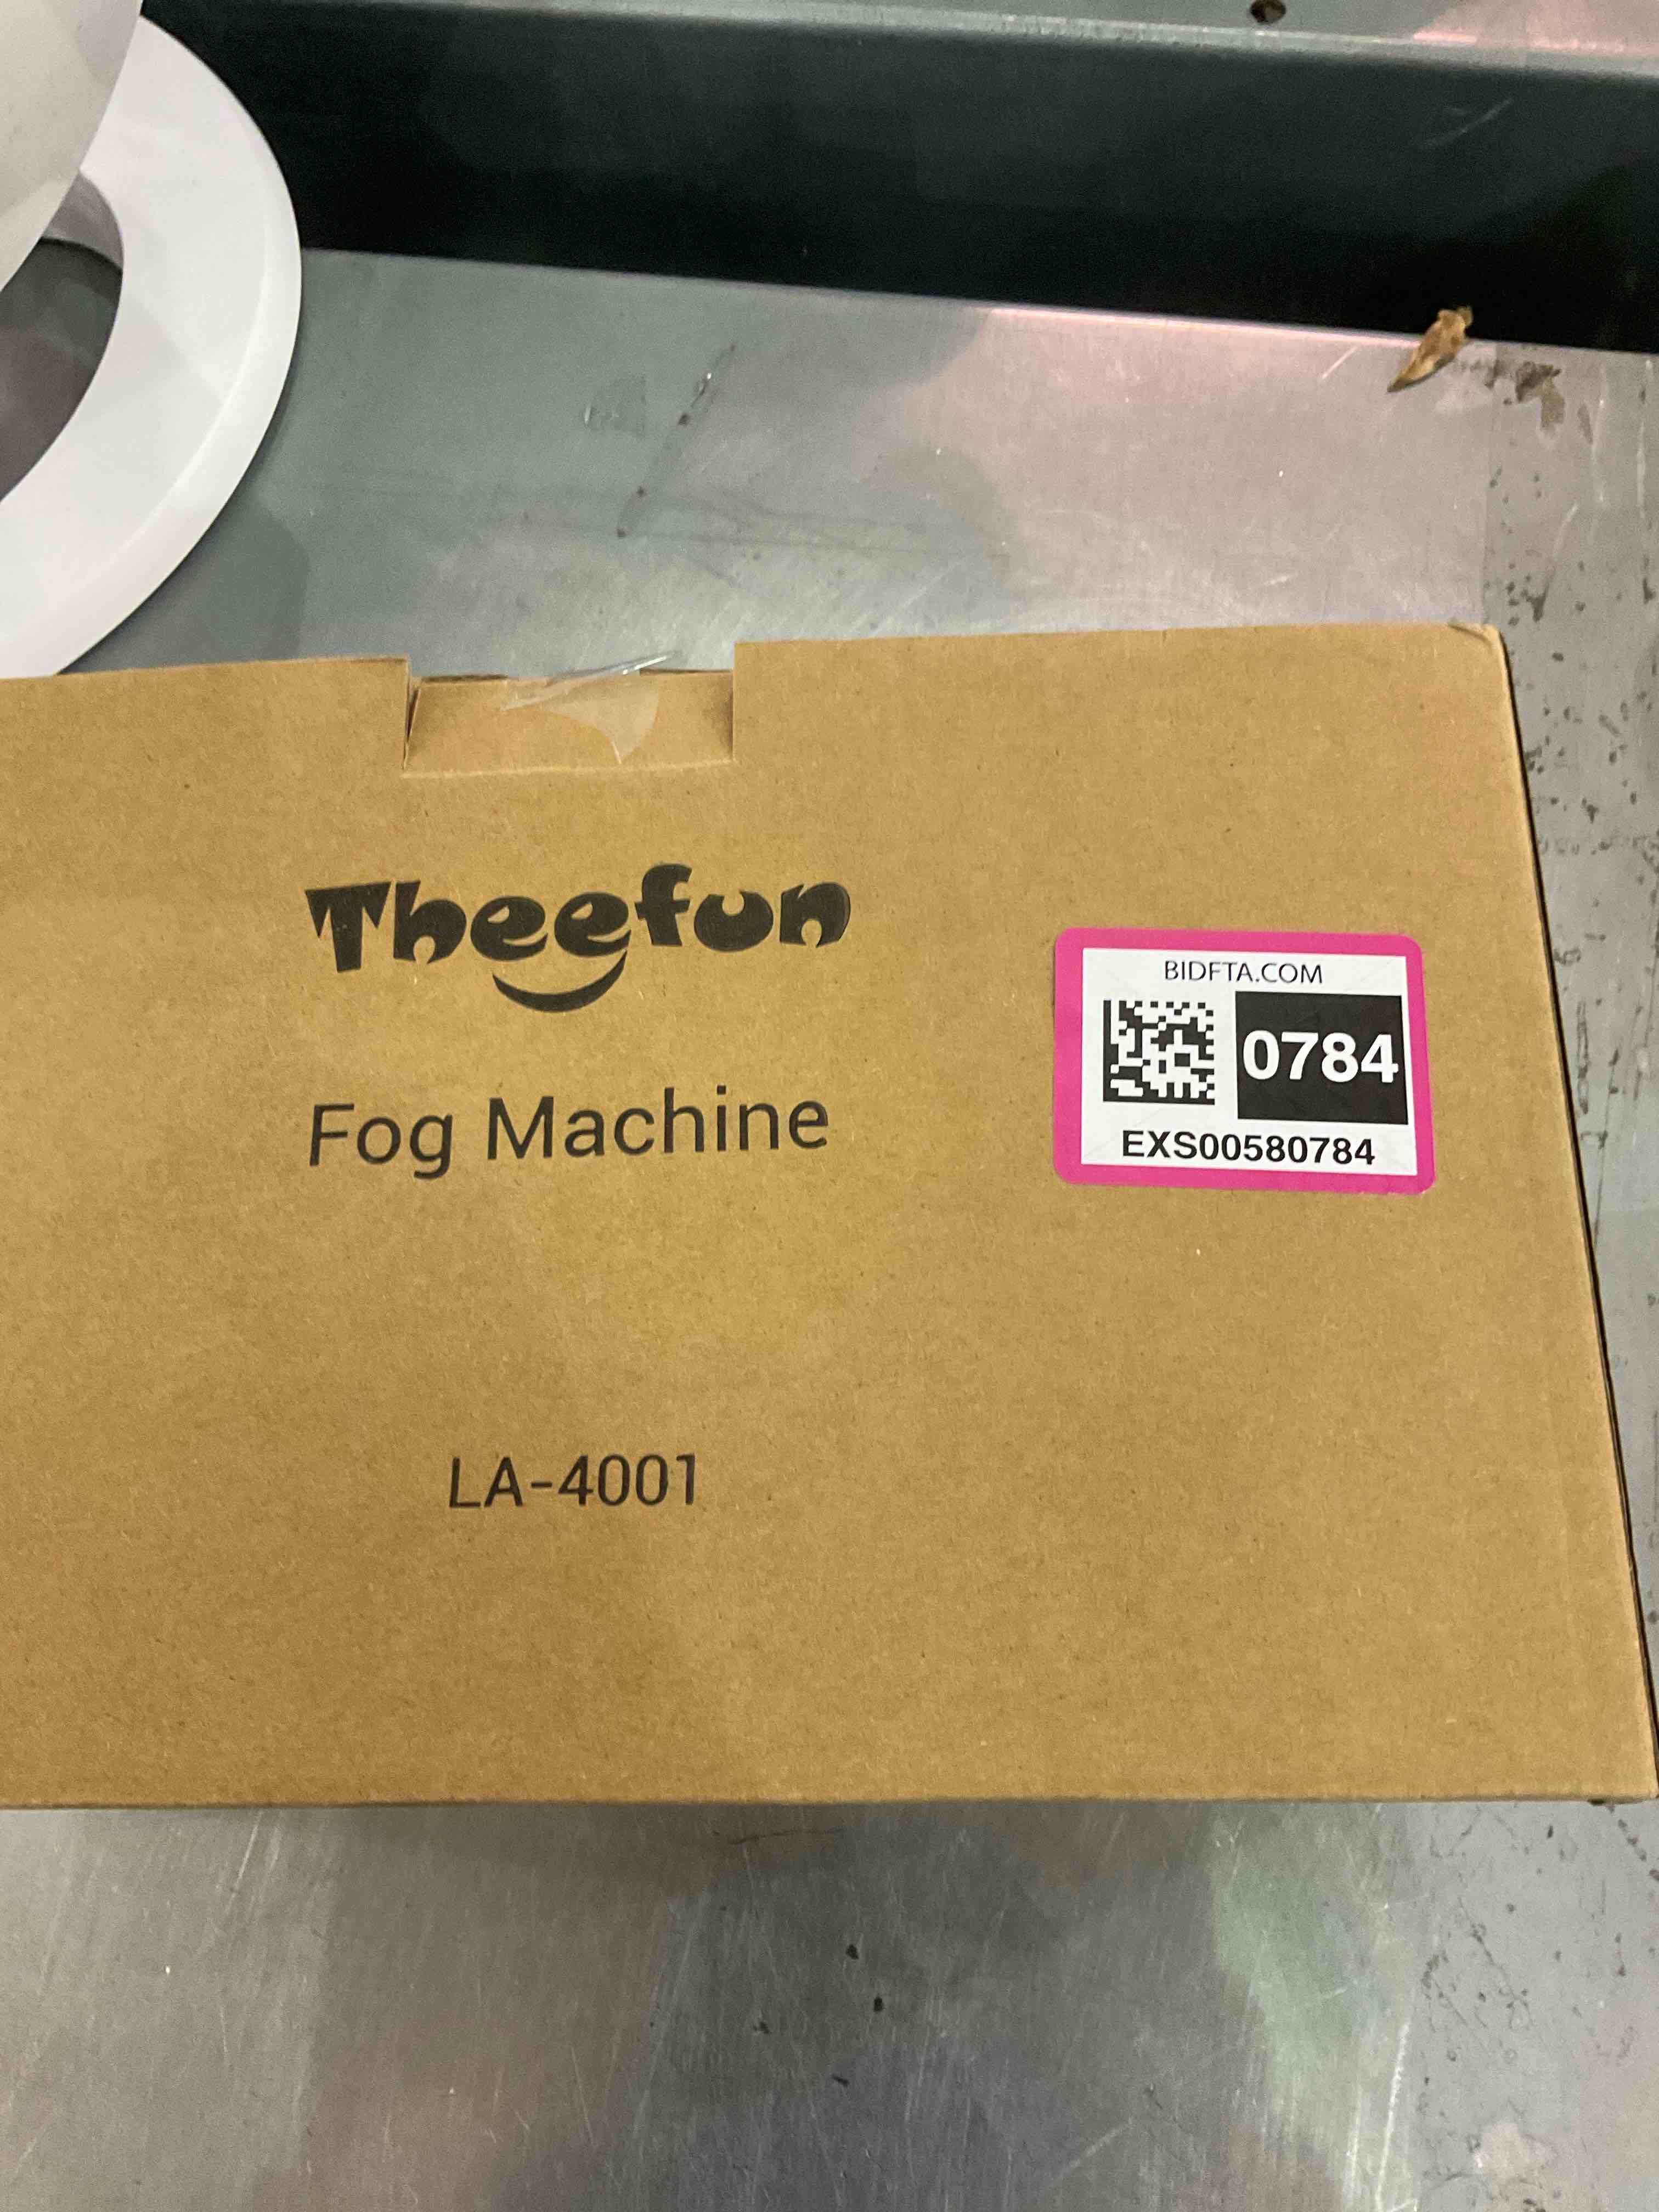 Theefun
Fog Machine
LA-4001
BIDFTA.COM
0784
EXS00580784